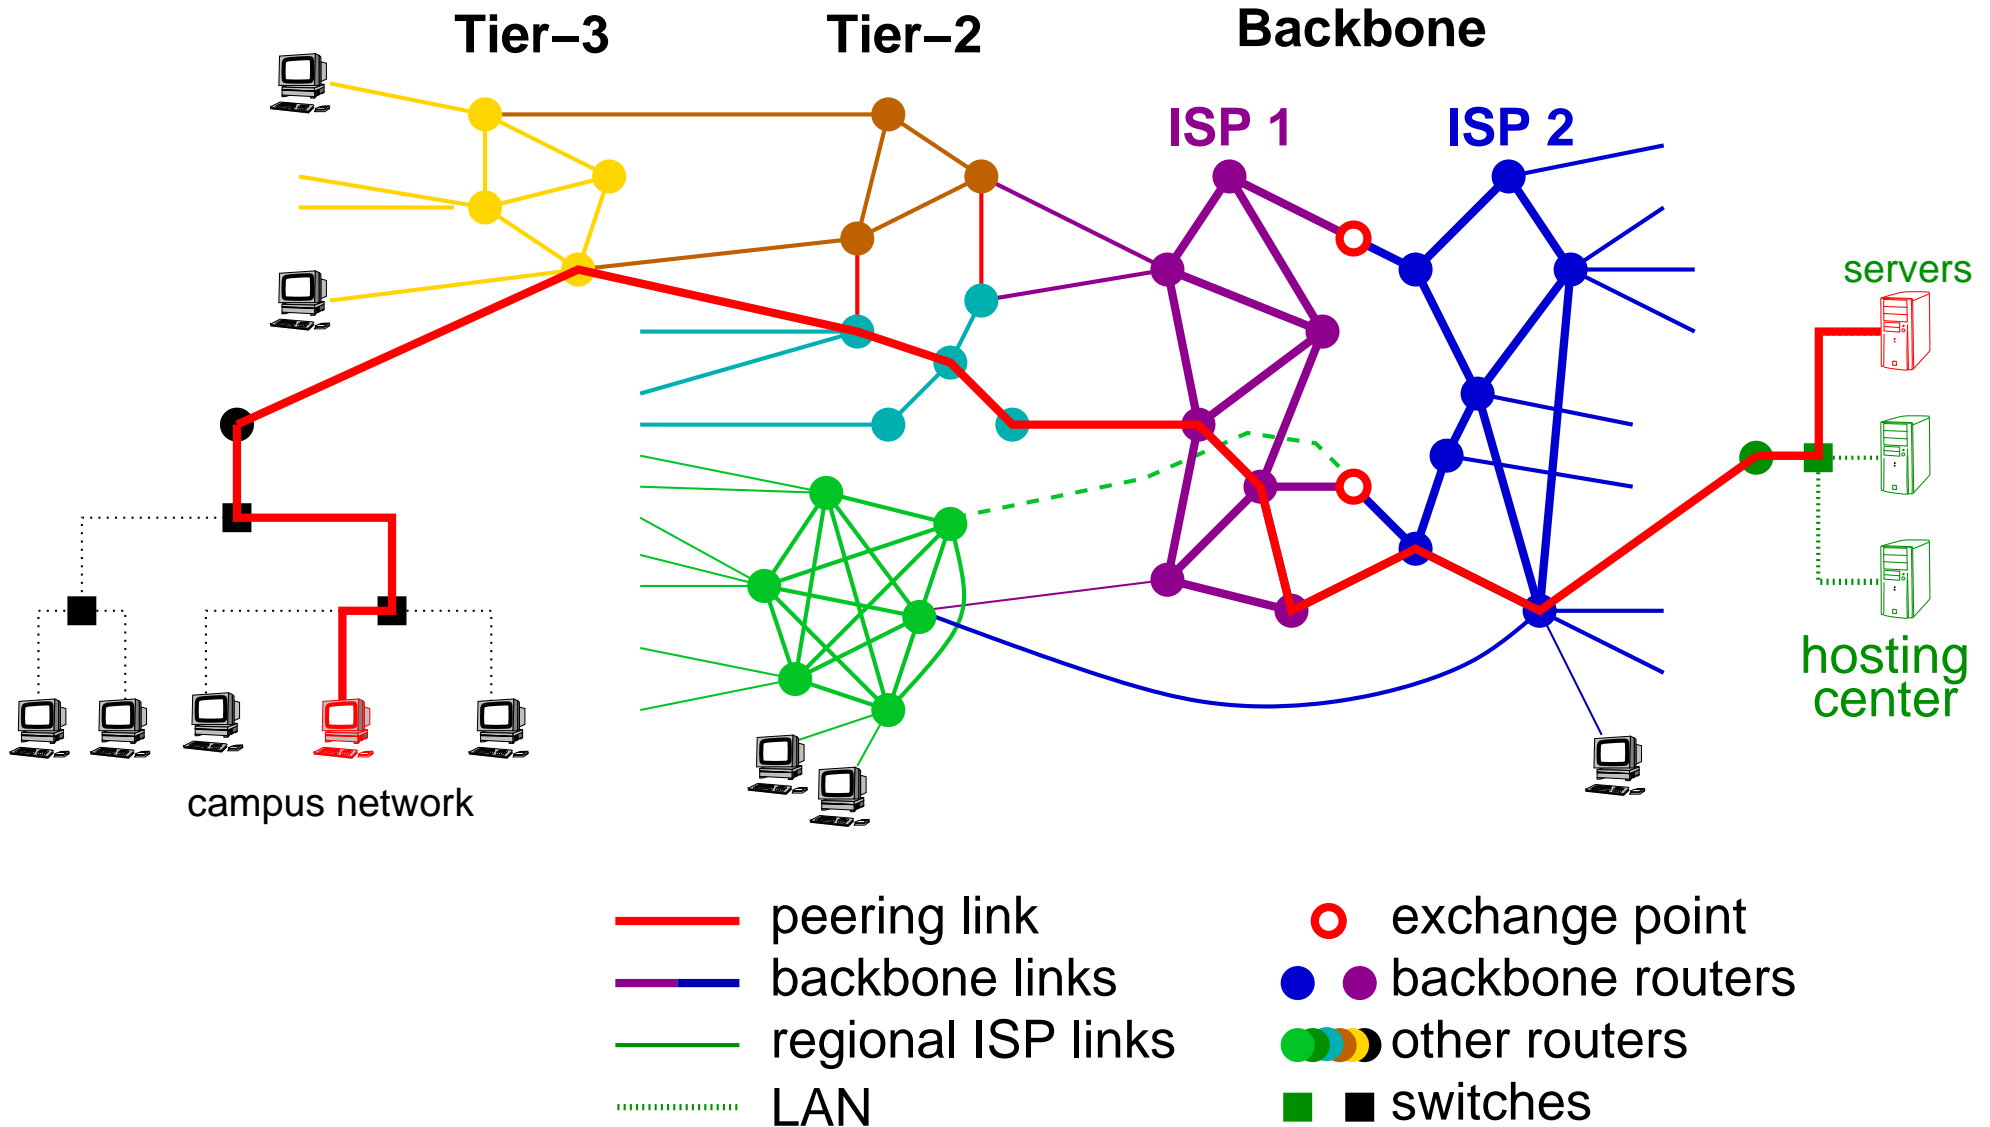 Tier–3
Tier–2
Backbone
ISP 1
ISP 2
servers
hosting
center
campus network
peering link
exchange point
backbone links
backbone routers
regional ISP links
other routers
LAN
switches